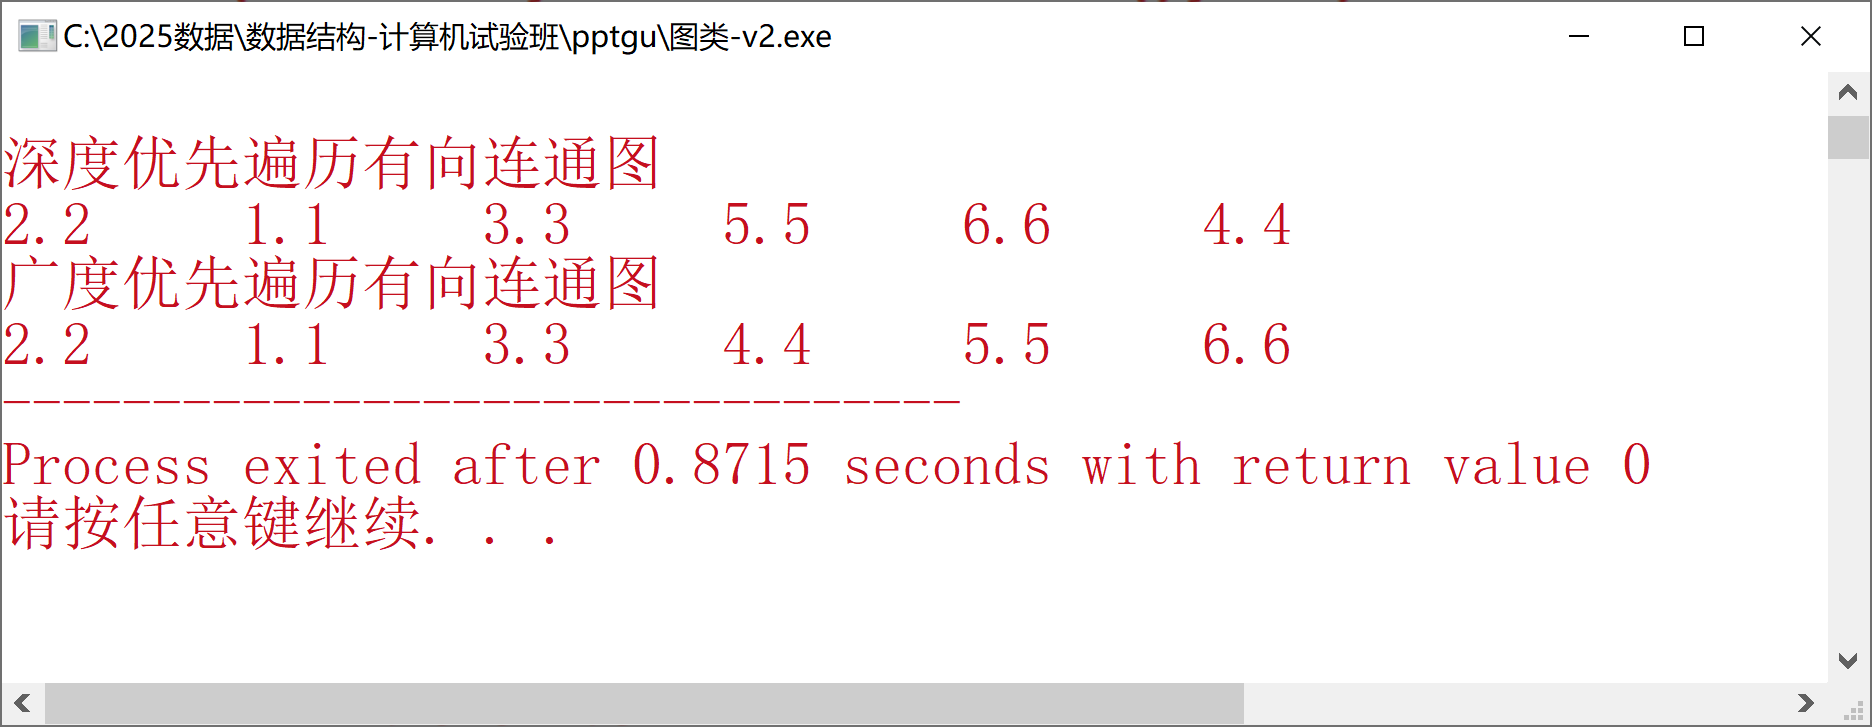 C:\2025数据\数据结构-计算机试验班\pptgu\图类-v2.exe
深度优先遍历有向连通图
2.2 1.1 3.3 5.5 6.6 4.4
广度优先遍历有向连通图
2.2 1.1 3.3 4.4 5.5 6.6
--------------------------------
Process exited after 0.8715 seconds with return value 0
请按任意键继续. . .